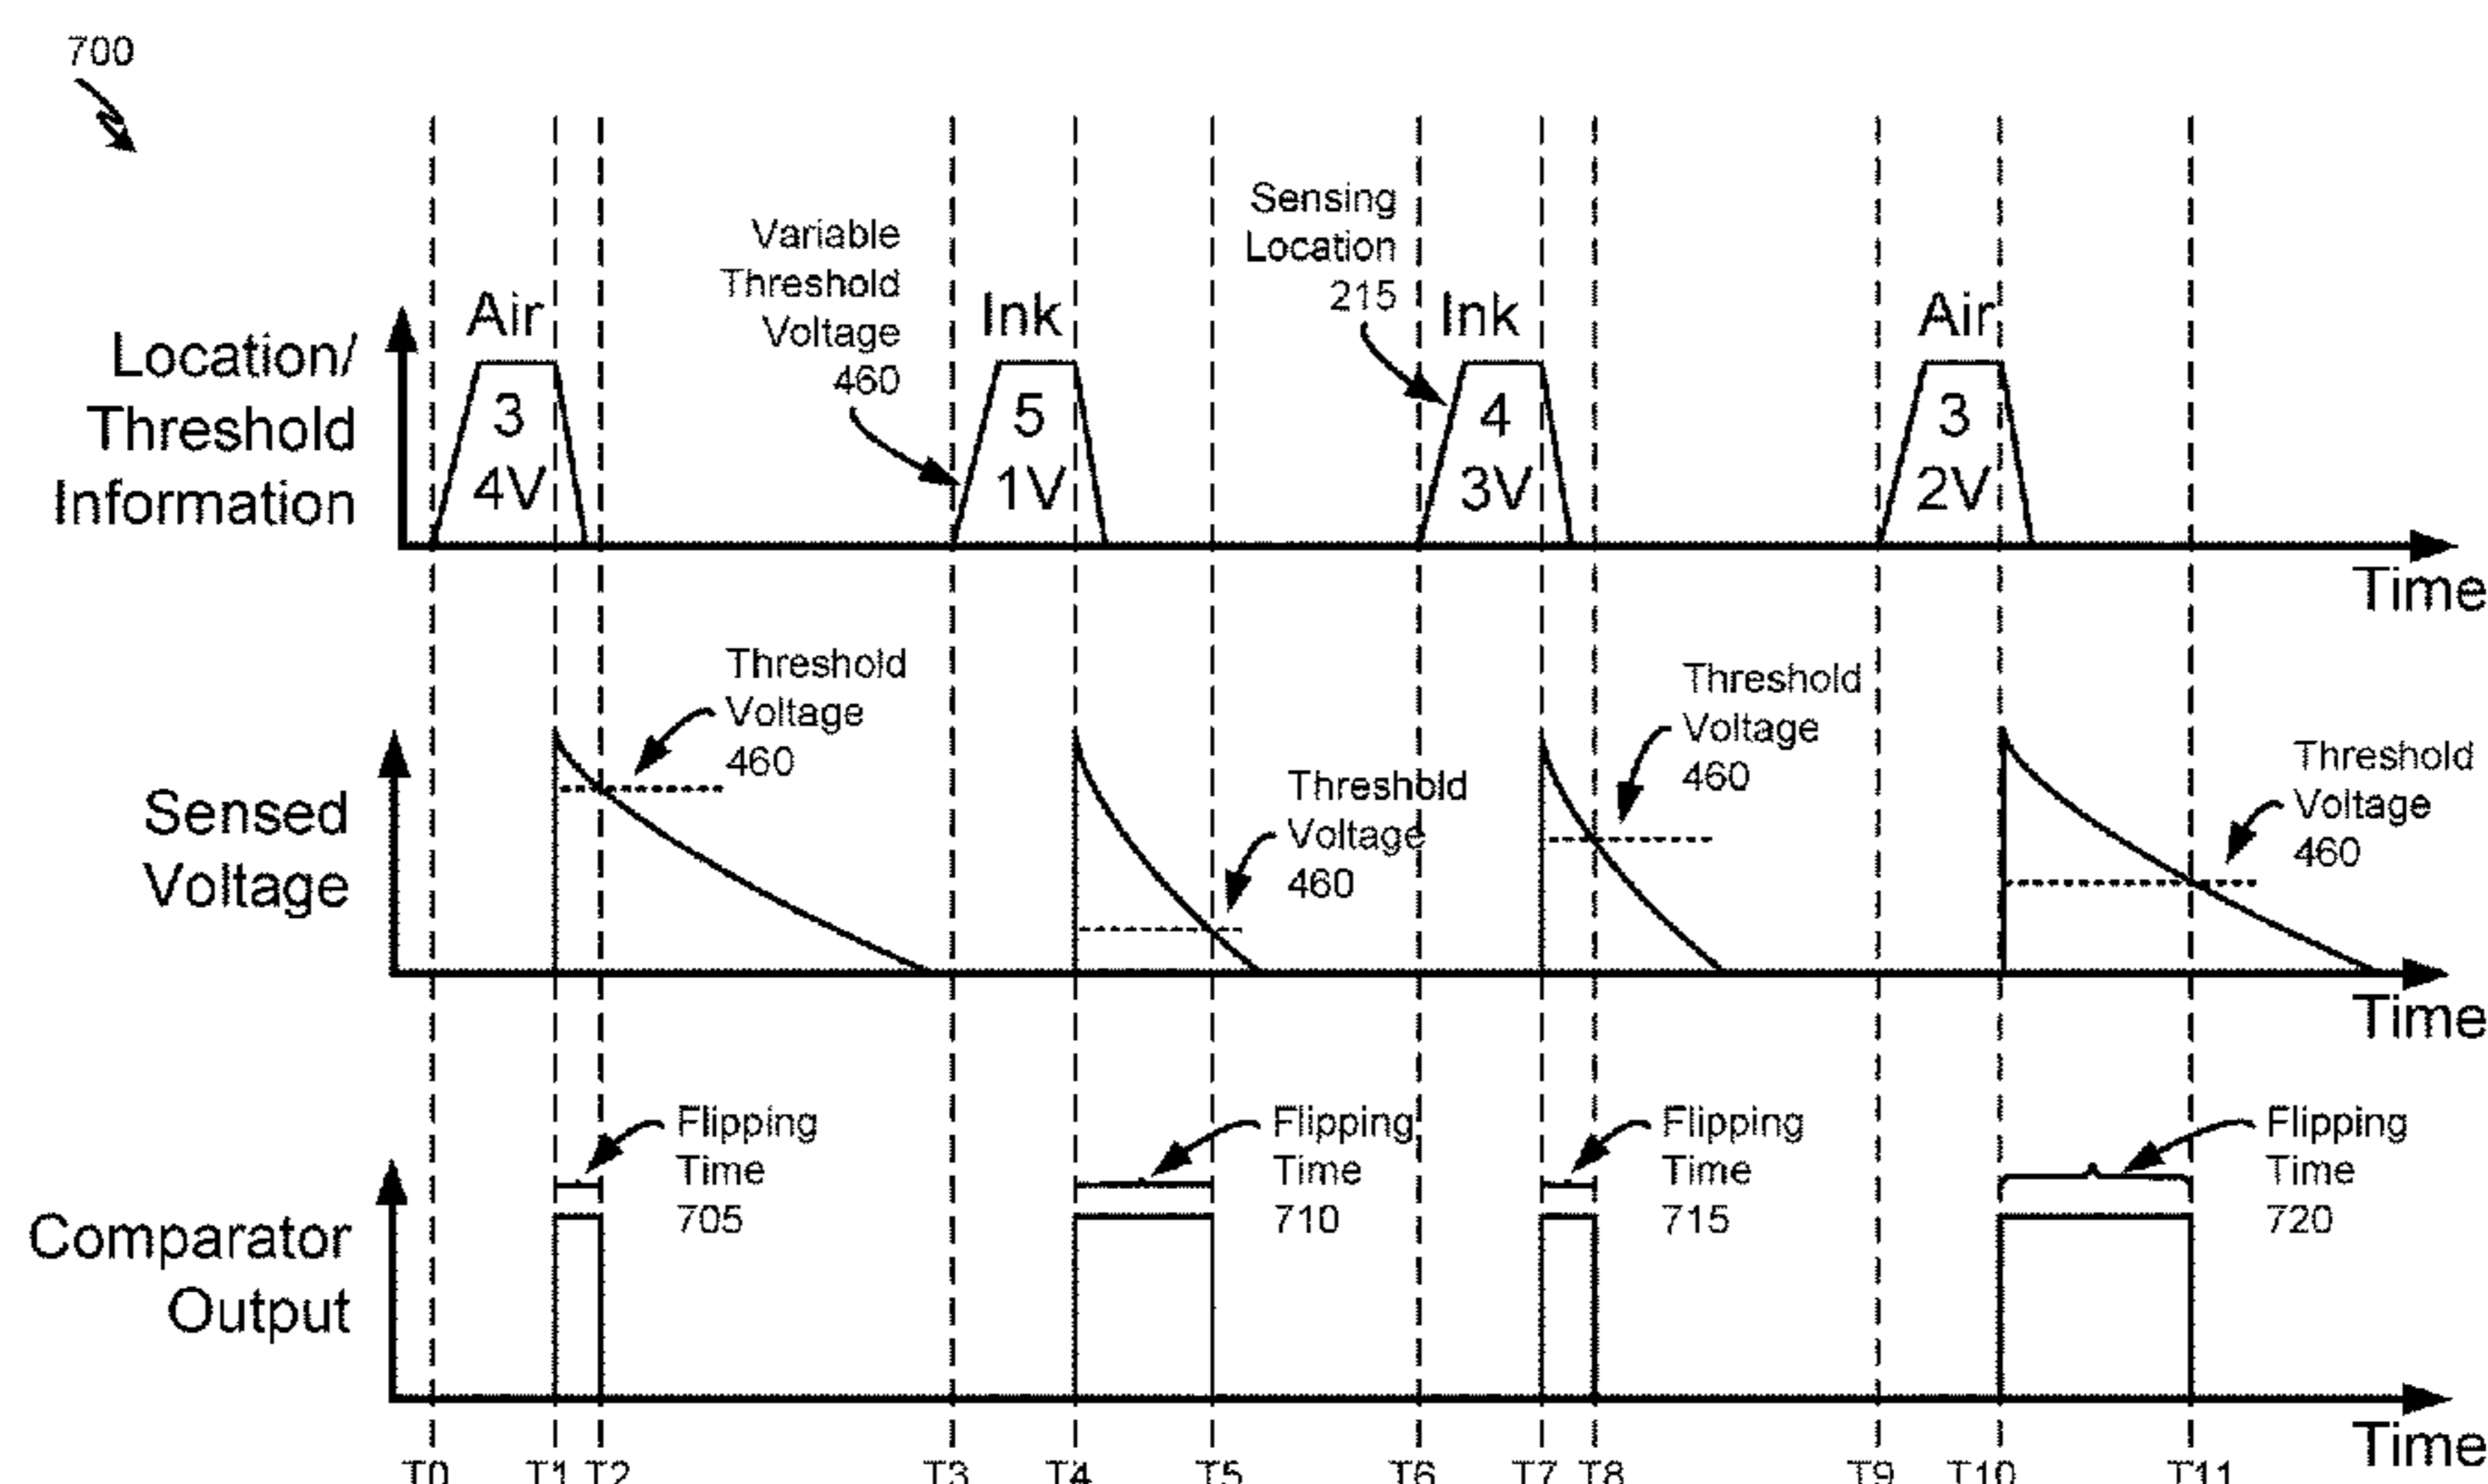 700
Variable
Threshold
Voltage
460
Sensing
Location
215
Air
Ink
Ink
Air
Location/
Threshold
Information
3
4V
5
1V
4
3V
3
2V
Time
Threshold
Voltage
460
Threshold
Voltage
460
Threshold
Voltage
460
Threshold
Voltage
460
Sensed
Voltage
Time
Flipping
Time
705
Flipping
Time
710
Flipping
Time
715
Flipping
Time
720
Comparator
Output
Time
T0 T1 T2 T3 T4 T5 T6 T7 T8 T9 T10 T11